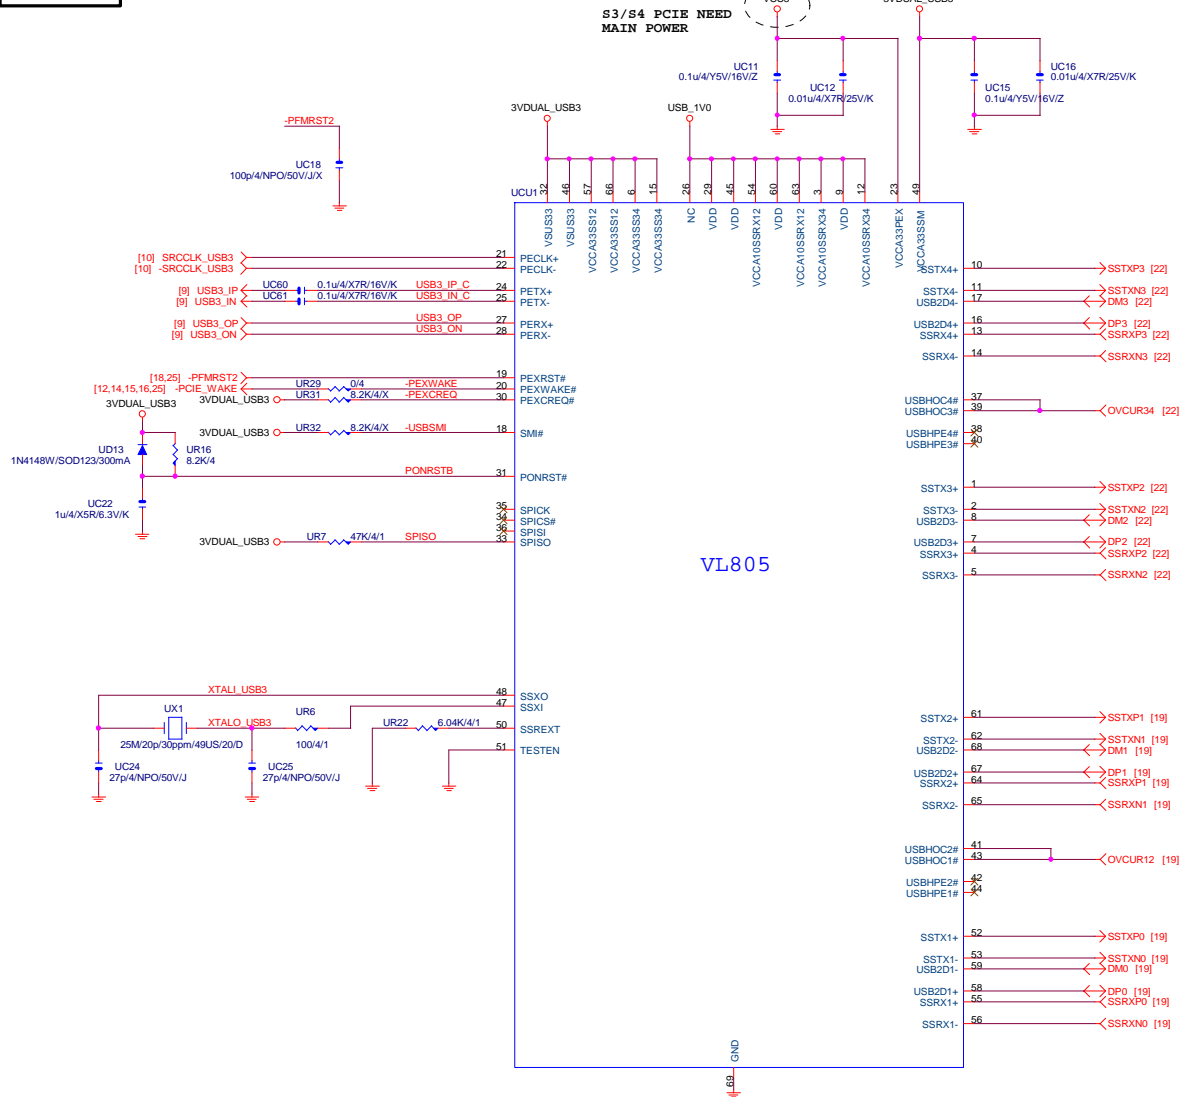 S3/S4 PCIE NEED
MAIN POWER
UC11
0.1u/4/Y5V/16V/Z
UC12
0.01u/4/X7R/25V/K
UC16
0.01u/4/X7R/25V/K
UC15
0.1u/4/Y5V/16V/Z
3VDUAL_USB3
USB_1V0
-PFMRST2
UC18
100p/4/NPO/50V/J/X
UCU1
32 46 57 66 6 15 26 29 45 54 60 63 3 9 12 23 49
VSUS33
VSUS33
VCCA33SS12
VCCA33SS12
VCCA33SS34
VCCA33SS34
NC
VDD
VDD
VCCA10SSRX12
VDD
VCCA10SSRX12
VCCA10SSRX34
VDD
VCCA10SSRX34
VCCA33PEX
VCCA33SSM
[10] SRCCLK_USB3 21 PECLK+
[10] -SRCCLK_USB3 22 PECLK-
[9] USB3_IP UC60 0.1u/4/X7R/16V/K USB3_IP_C 24 PETX+
[9] USB3_IN UC61 0.1u/4/X7R/16V/K USB3_IN_C 25 PETX-
[9] USB3_OP USB3_OP 27 PERX+
[9] USB3_ON USB3_ON 28 PERX-
[18,25] -PFMRST2 19 PEXRST#
[12,14,15,16,25] -PCIE_WAKE UR29 0/4 -PEXWAKE 20 PEXWAKE#
3VDUAL_USB3 UR31 8.2K/4/X -PEXCREQ 30 PEXCREQ#
3VDUAL_USB3
3VDUAL_USB3 UR32 8.2K/4/X -USBSMI 18 SMI#
UD13
1N4148W/SOD123/300mA
UR16
8.2K/4
PONRSTB 31 PONRST#
UC22
1u/4/X5R/6.3V/K
35 SPICK
34 SPICS#
36 SPISI
3VDUAL_USB3 UR7 47K/4/1 SPISO 33 SPISO
VL805
XTALI_USB3 48 SSXO
47 SSXI
UX1
XTALO_USB3
UR6
25M/20p/30ppm/49US/20/D
100/4/1
UR22 6.04K/4/1 50 SSREXT
51 TESTEN
UC24
27p/4/NPO/50V/J
UC25
27p/4/NPO/50V/J
SSTX4+ 10 SSTXP3 [22]
SSTX4- 11 SSTXN3 [22]
USB2D4- 17 DM3 [22]
USB2D4+ 16 DP3 [22]
SSRX4+ 13 SSRXP3 [22]
SSRX4- 14 SSRXN3 [22]
USBHOC4# 37
USBHOC3# 39 OVCUR34 [22]
USBHPE4# 38
USBHPE3# 40
SSTX3+ 1 SSTXP2 [22]
SSTX3- 2 SSTXN2 [22]
USB2D3- 8 DM2 [22]
USB2D3+ 7 DP2 [22]
SSRX3+ 4 SSRXP2 [22]
SSRX3- 5 SSRXN2 [22]
SSTX2+ 61 SSTXP1 [19]
SSTX2- 62 SSTXN1 [19]
USB2D2- 68 DM1 [19]
USB2D2+ 67 DP1 [19]
SSRX2+ 64 SSRXP1 [19]
SSRX2- 65 SSRXN1 [19]
USBHOC2# 41
USBHOC1# 43 OVCUR12 [19]
USBHPE2# 42
USBHPE1# 44
SSTX1+ 52 SSTXP0 [19]
SSTX1- 53 SSTXN0 [19]
USB2D1- 59 DM0 [19]
USB2D1+ 58 DP0 [19]
SSRX1+ 55 SSRXP0 [19]
SSRX1- 56 SSRXN0 [19]
GND
69